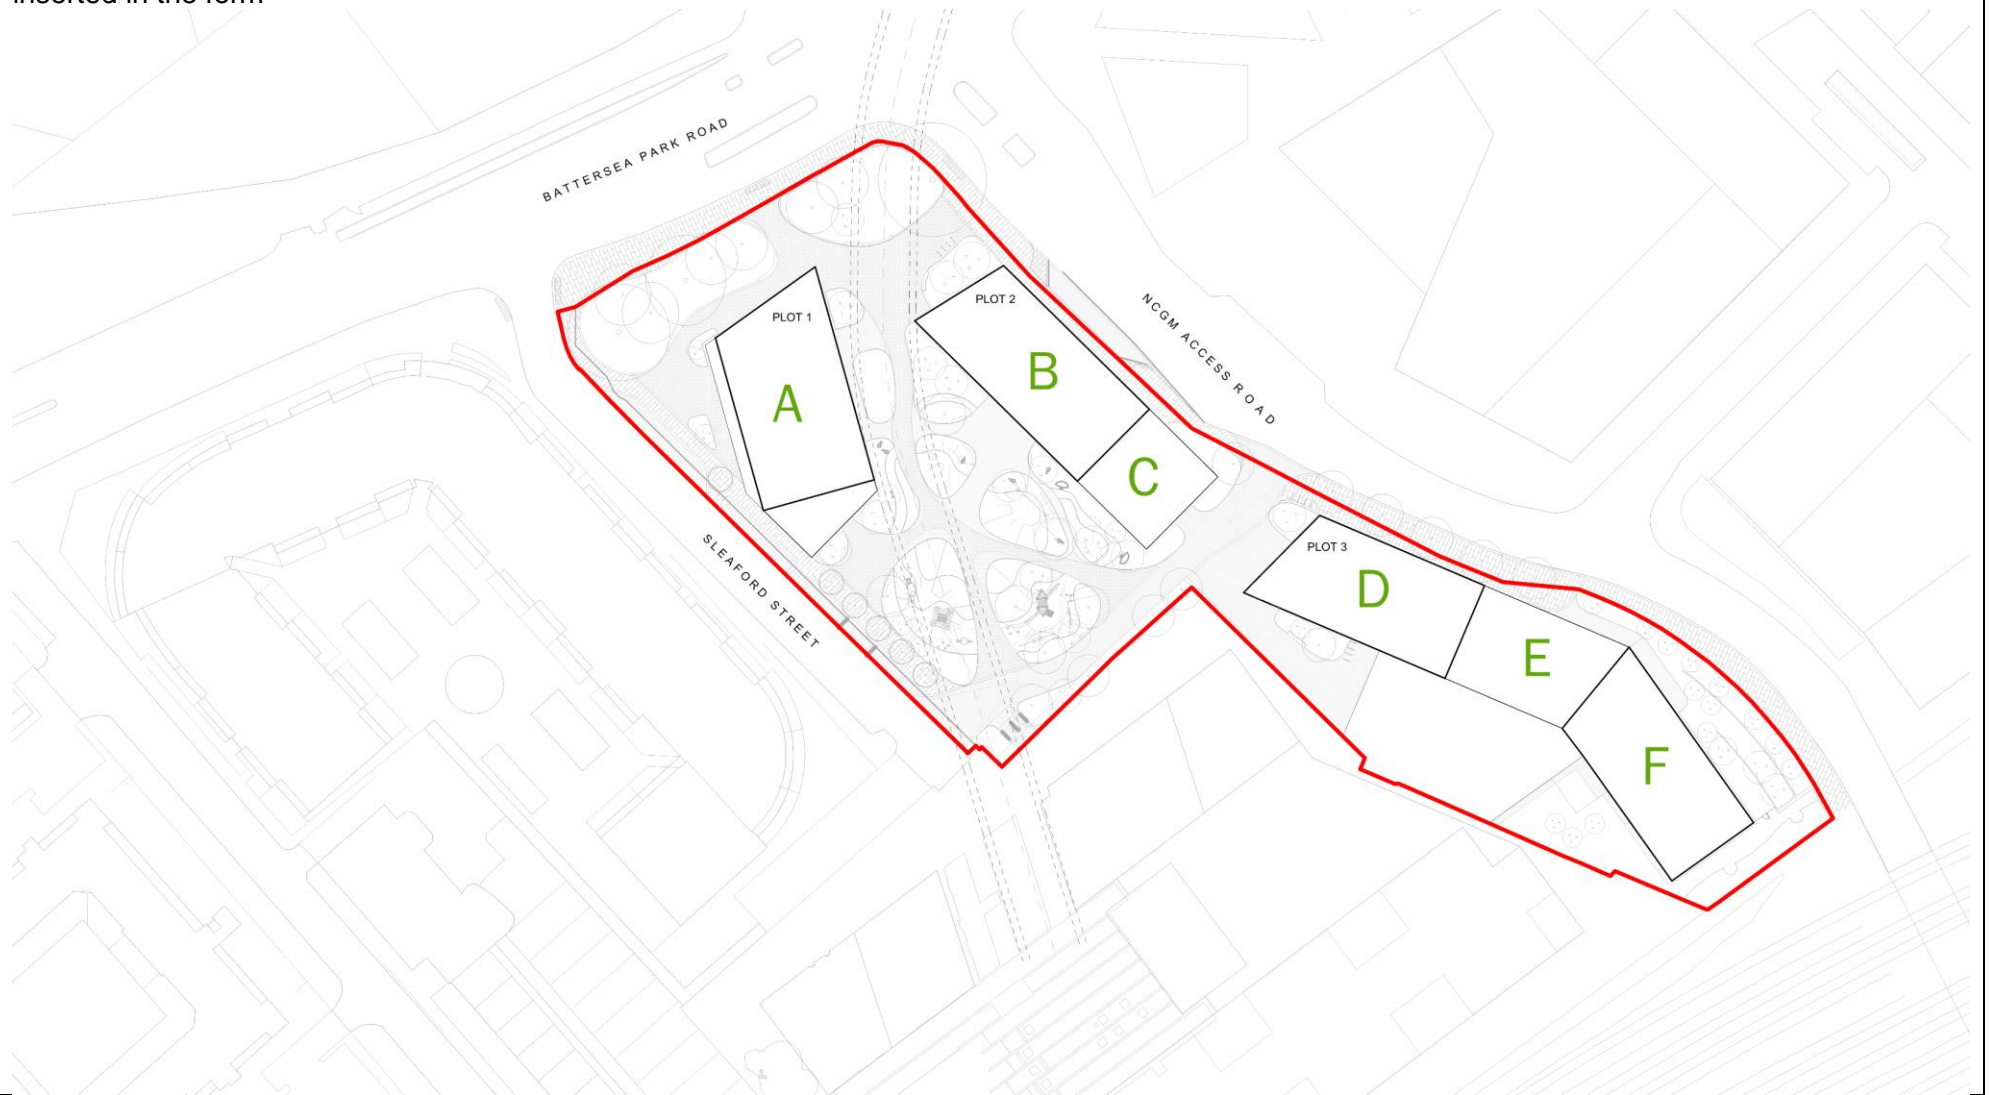 inserted in the form
BATTERSEA PARK ROAD
PLOT 1
A
PLOT 2
B
C
NCGM ACCESS ROAD
SLEAFORD STREET
PLOT 3
D
E
F